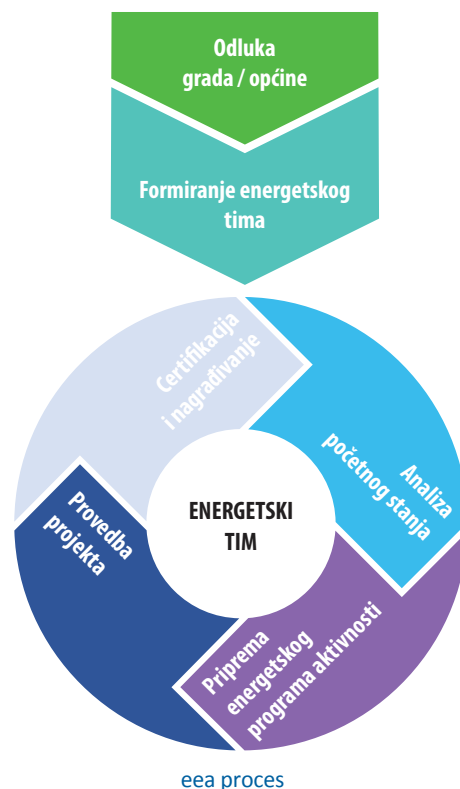 Odluka
grada / općine
Formiranje energetskog
tima
Certifikacija
i nagrađivanje
Analiza
početnog stanja
ENERGETSKI
TIM
Provedba
projekta
Priprema
energetskog
programa aktivnosti
eea proces